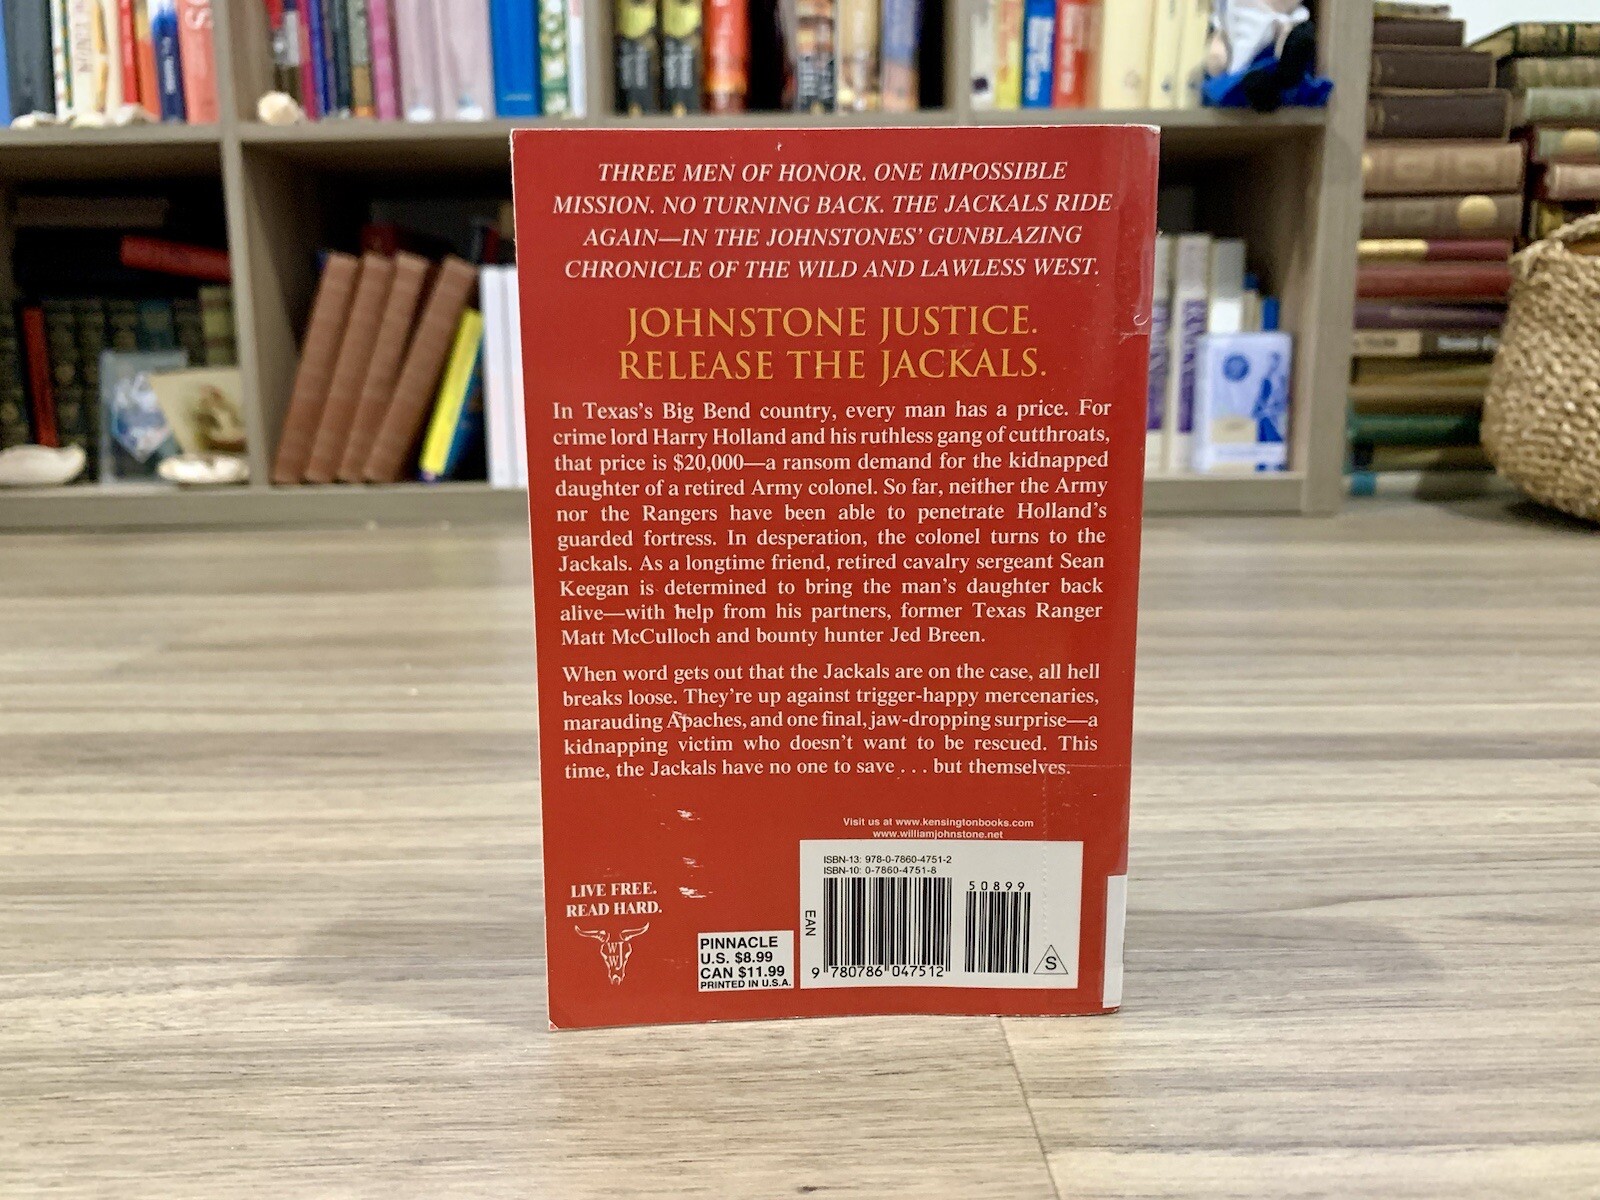 THREE MEN OF HONOR. ONE IMPOSSIBLE
MISSION. NO TURNING BACK. THE JACKALS RIDE
AGAIN—IN THE JOHNSTONES' GUNBLAZING
CHRONICLE OF THE WILD AND LAWLESS WEST.
JOHNSTONE JUSTICE.
RELEASE THE JACKALS.
In Texas's Big Bend country, every man has a price. For
crime lord Harry Holland and his ruthless gang of cutthroats,
that price is $20,000—a ransom demand for the kidnapped
daughter of a retired Army colonel. So far, neither the Army
nor the Rangers have been able to penetrate Holland's
guarded fortress. In desperation, the colonel turns to the
Jackals. As a longtime friend, retired cavalry sergeant Sean
Keegan is determined to bring the man's daughter back
alive—with help from his partners, former Texas Ranger
Matt McCulloch and bounty hunter Jed Breen.
When word gets out that the Jackals are on the case, all hell
breaks loose. They're up against trigger-happy mercenaries,
marauding Apaches, and one final, jaw-dropping surprise—a
kidnapping victim who doesn't want to be rescued. This
time, the Jackals have no one to save . . . but themselves.
Visit us at www.kensingtonbooks.com
www.williamjohnstone.net
ISBN-13: 978-0-7860-4751-2
ISBN-10: 0-7860-4751-8
50899
EAN
9 780786 047512
S
LIVE FREE.
READ HARD.
WWJ
PINNACLE
U.S. $8.99
CAN $11.99
PRINTED IN U.S.A.